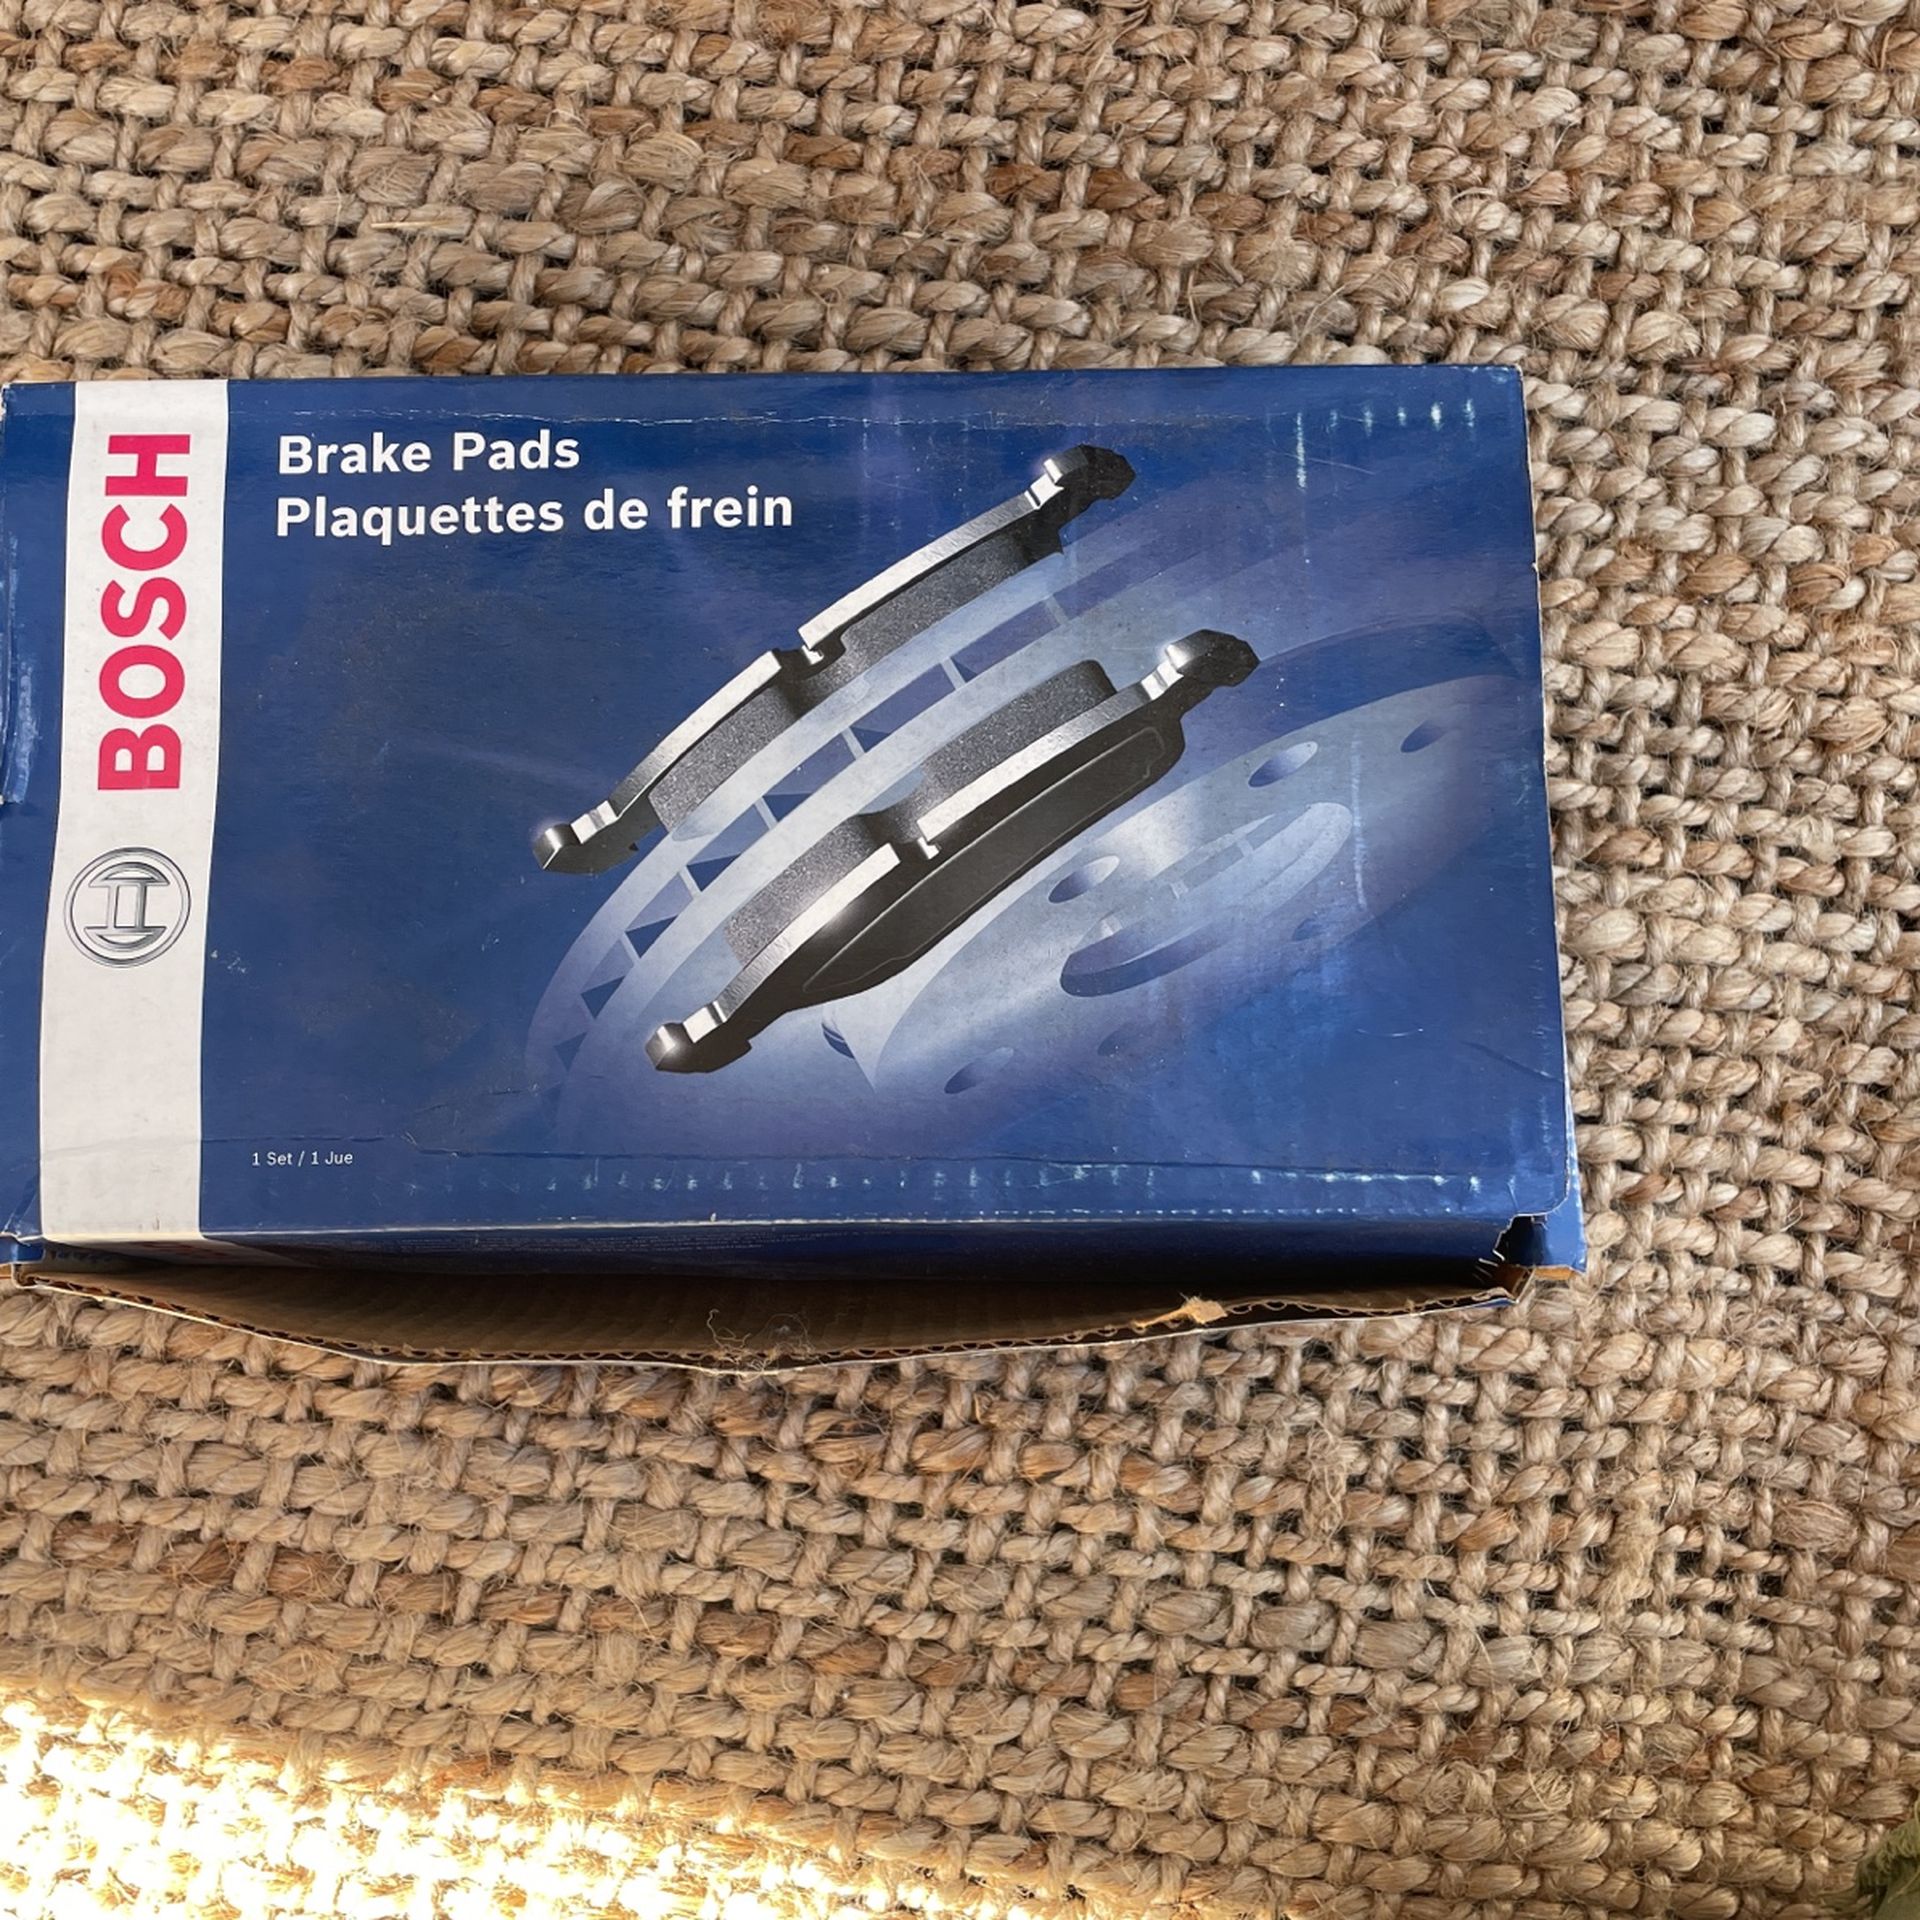 BOSCH
Brake Pads
Plaquettes de frein
1 Set / 1 Jue